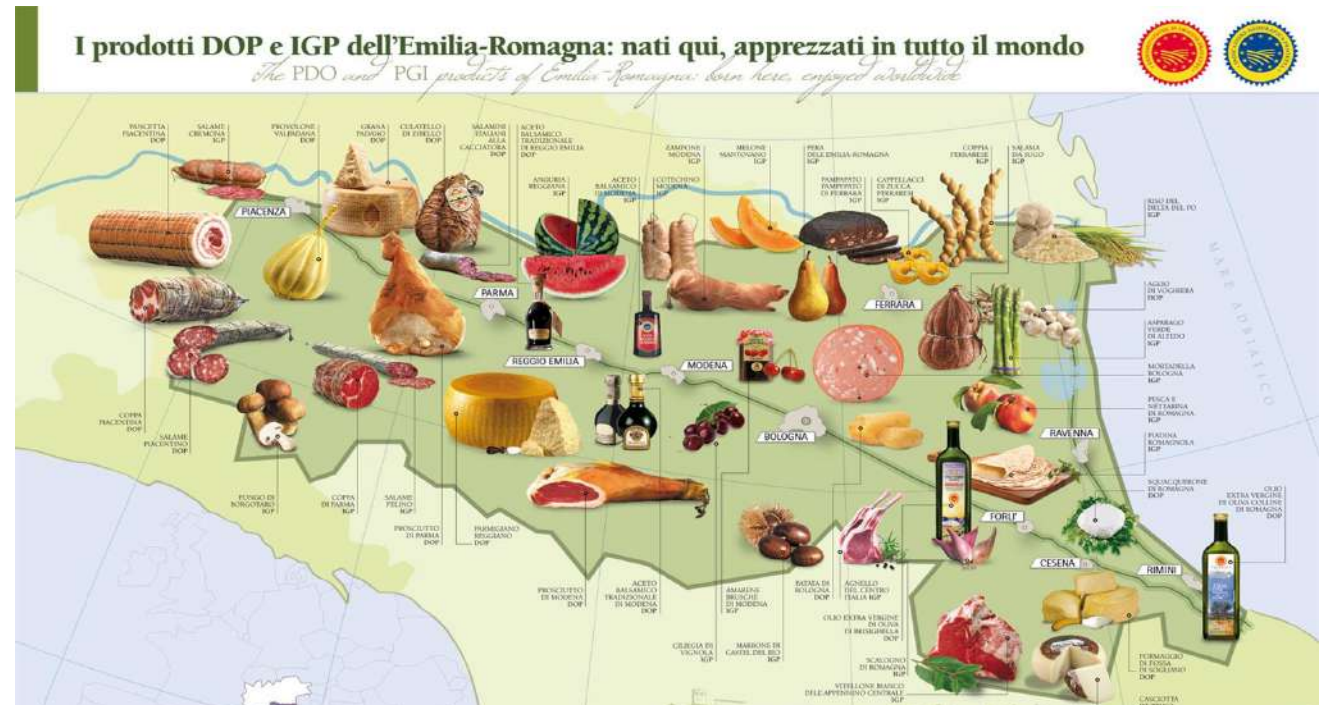 I prodotti DOP e IGP dell'Emilia-Romagna: nati qui, apprezzati in tutto il mondo
The PDO and PGI products of Emilia-Romagna: born here, enjoyed worldwide
PANCETTA
PIACENTINA
DOP
SALAME
CREMONA
IGP
PROVOLONE
VALPADANA
DOP
GRANA
PADANO
DOP
CULATELLO
DI ZIBELLO
DOP
SALAMINI
ITALIANI
ALLA
CACCIATORA
DOP
ACETO
BALSAMICO
TRADIZIONALE
DI REGGIO EMILIA
DOP
ANGURIA
REGGIANA
IGP
ACETO
BALSAMICO
DI MODENA
IGP
ZAMPONE
MODENA
IGP
COTECHINO
MODENA
IGP
MELONE
MANTOVANO
IGP
PERA
DELL'EMILIA-ROMAGNA
IGP
PAMPAPATO
PAMPEPATO
DI FERRARA
IGP
CAPPELLACCI
DI ZUCCA
FERRARESI
IGP
COPPIA
FERRARESE
IGP
SALAMA
DA SUGO
IGP
RISO DEL
DELTA DEL PO
IGP
AGLIO
DI VOGHIERA
DOP
ASPARAGO
VERDE
DI ALTEDO
IGP
MORTADELLA
BOLOGNA
IGP
PESCA E
NETTARINA
DI ROMAGNA
IGP
PIADINA
ROMAGNOLA
IGP
SQUACQUERONE
DI ROMAGNA
DOP
OLIO
EXTRA VERGINE
DI OLIVA COLLINE
DI ROMAGNA
DOP
MARE ADRIATICO
PIACENZA
PARMA
REGGIO EMILIA
MODENA
BOLOGNA
FERRARA
RAVENNA
FORLI'
CESENA
RIMINI
COPPA
PIACENTINA
DOP
SALAME
PIACENTINO
DOP
FUNGO DI
BORGOTARO
IGP
COPPA
DI PARMA
IGP
SALAME
FELINO
IGP
PROSCIUTTO
DI PARMA
DOP
PARMIGIANO
REGGIANO
DOP
PROSCIUTTO
DI MODENA
DOP
ACETO
BALSAMICO
TRADIZIONALE
DI MODENA
DOP
CILIEGIA DI
VIGNOLA
IGP
AMARENE
BRUSCHE
DI MODENA
IGP
MARRONE DI
CASTEL DEL RIO
IGP
PATATA DI
BOLOGNA
DOP
AGNELLO
DEL CENTRO
ITALIA IGP
OLIO EXTRA VERGINE
DI OLIVA
DI BRISIGHELLA
DOP
SCALOGNO
DI ROMAGNA
IGP
VITELLONE BIANCO
DELL'APPENNINO CENTRALE
IGP
FORMAGGIO
DI FOSSA
DI SOGLIANO
DOP
CASCIOTTA